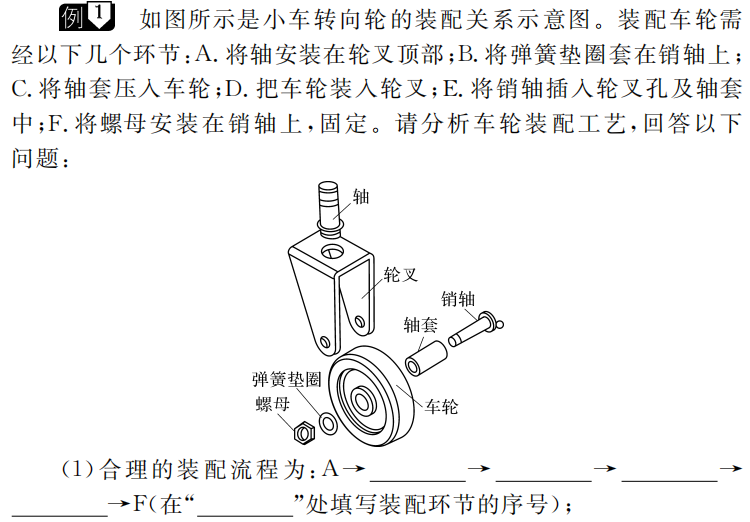 例1 如图所示是小车转向轮的装配关系示意图。装配车轮需
经以下几个环节:A. 将轴安装在轮叉顶部;B. 将弹簧垫圈套在销轴上;
C. 将轴套压入车轮;D. 把车轮装入轮叉;E. 将销轴插入轮叉孔及轴套
中;F. 将螺母安装在销轴上,固定。请分析车轮装配工艺,回答以下
问题:
轴
轮叉
销轴
轴套
弹簧垫圈
螺母
车轮
(1)合理的装配流程为:A→________→________→________→
________→F(在“________”处填写装配环节的序号);